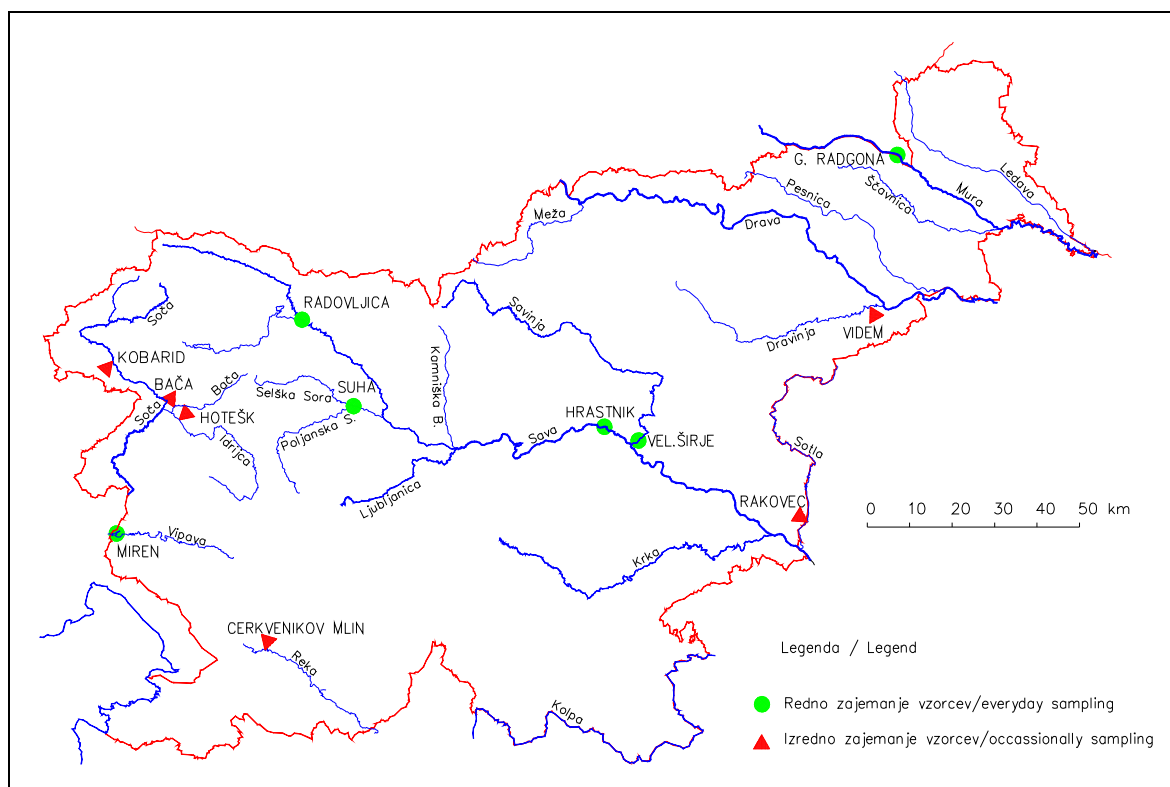 G. RADGONA
Ledava
Ščavnica
Pesnica
Mura
Meža
Drava
RADOVLJICA
Soča
Savinja
VIDEM
Dravinja
KOBARID
Kamniška B.
BAČA
Bača
Selška Sora
SUHA
Soča
HOTEŠK
HRASTNIK
Poljanska S.
Idrijca
Sava
VEL.ŠIRJE
Sotla
Ljubljanica
RAKOVEC
0 10 20 30 40 50 km
Vipava
MIREN
Krka
CERKVENIKOV MLIN
Reka
Legenda / Legend
Kolpa
Redno zajemanje vzorcev/everyday sampling
Izredno zajemanje vzorcev/occassionally sampling